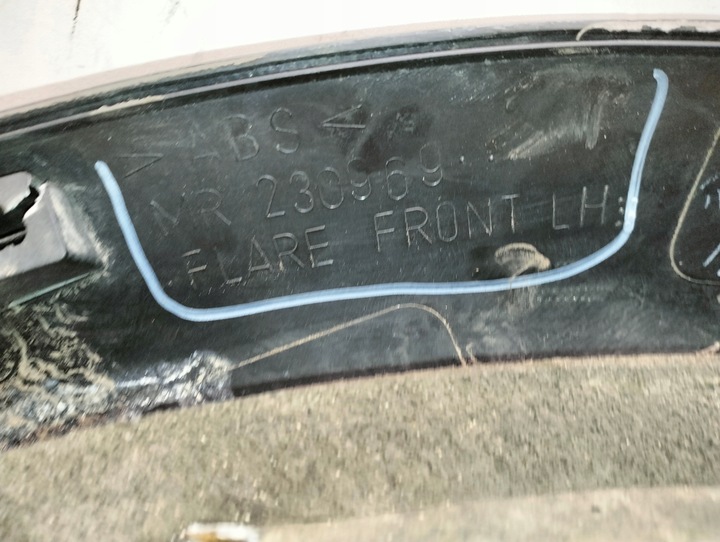 >ABS<
MR 230969
FLARE FRONT LH